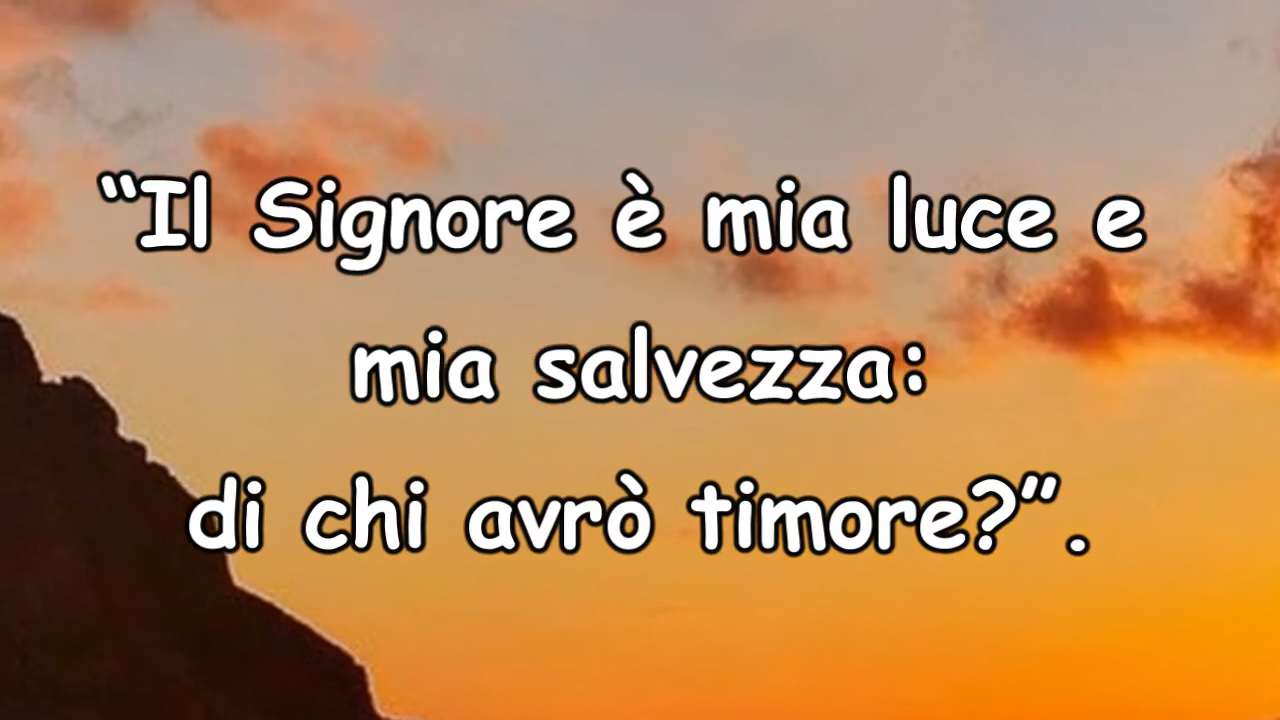 “Il Signore è mia luce e
mia salvezza:
di chi avrò timore?”.